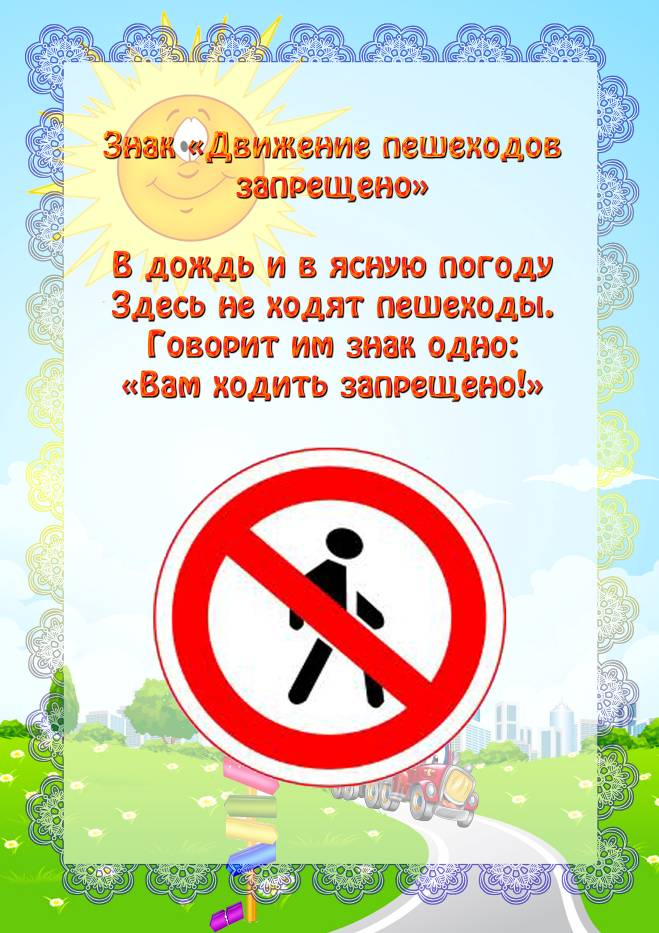 Знак «Движение пешеходов
запрещено»
В дождь и в ясную погоду
Здесь не ходят пешеходы.
Говорит им знак одно:
«Вам ходить запрещено!»